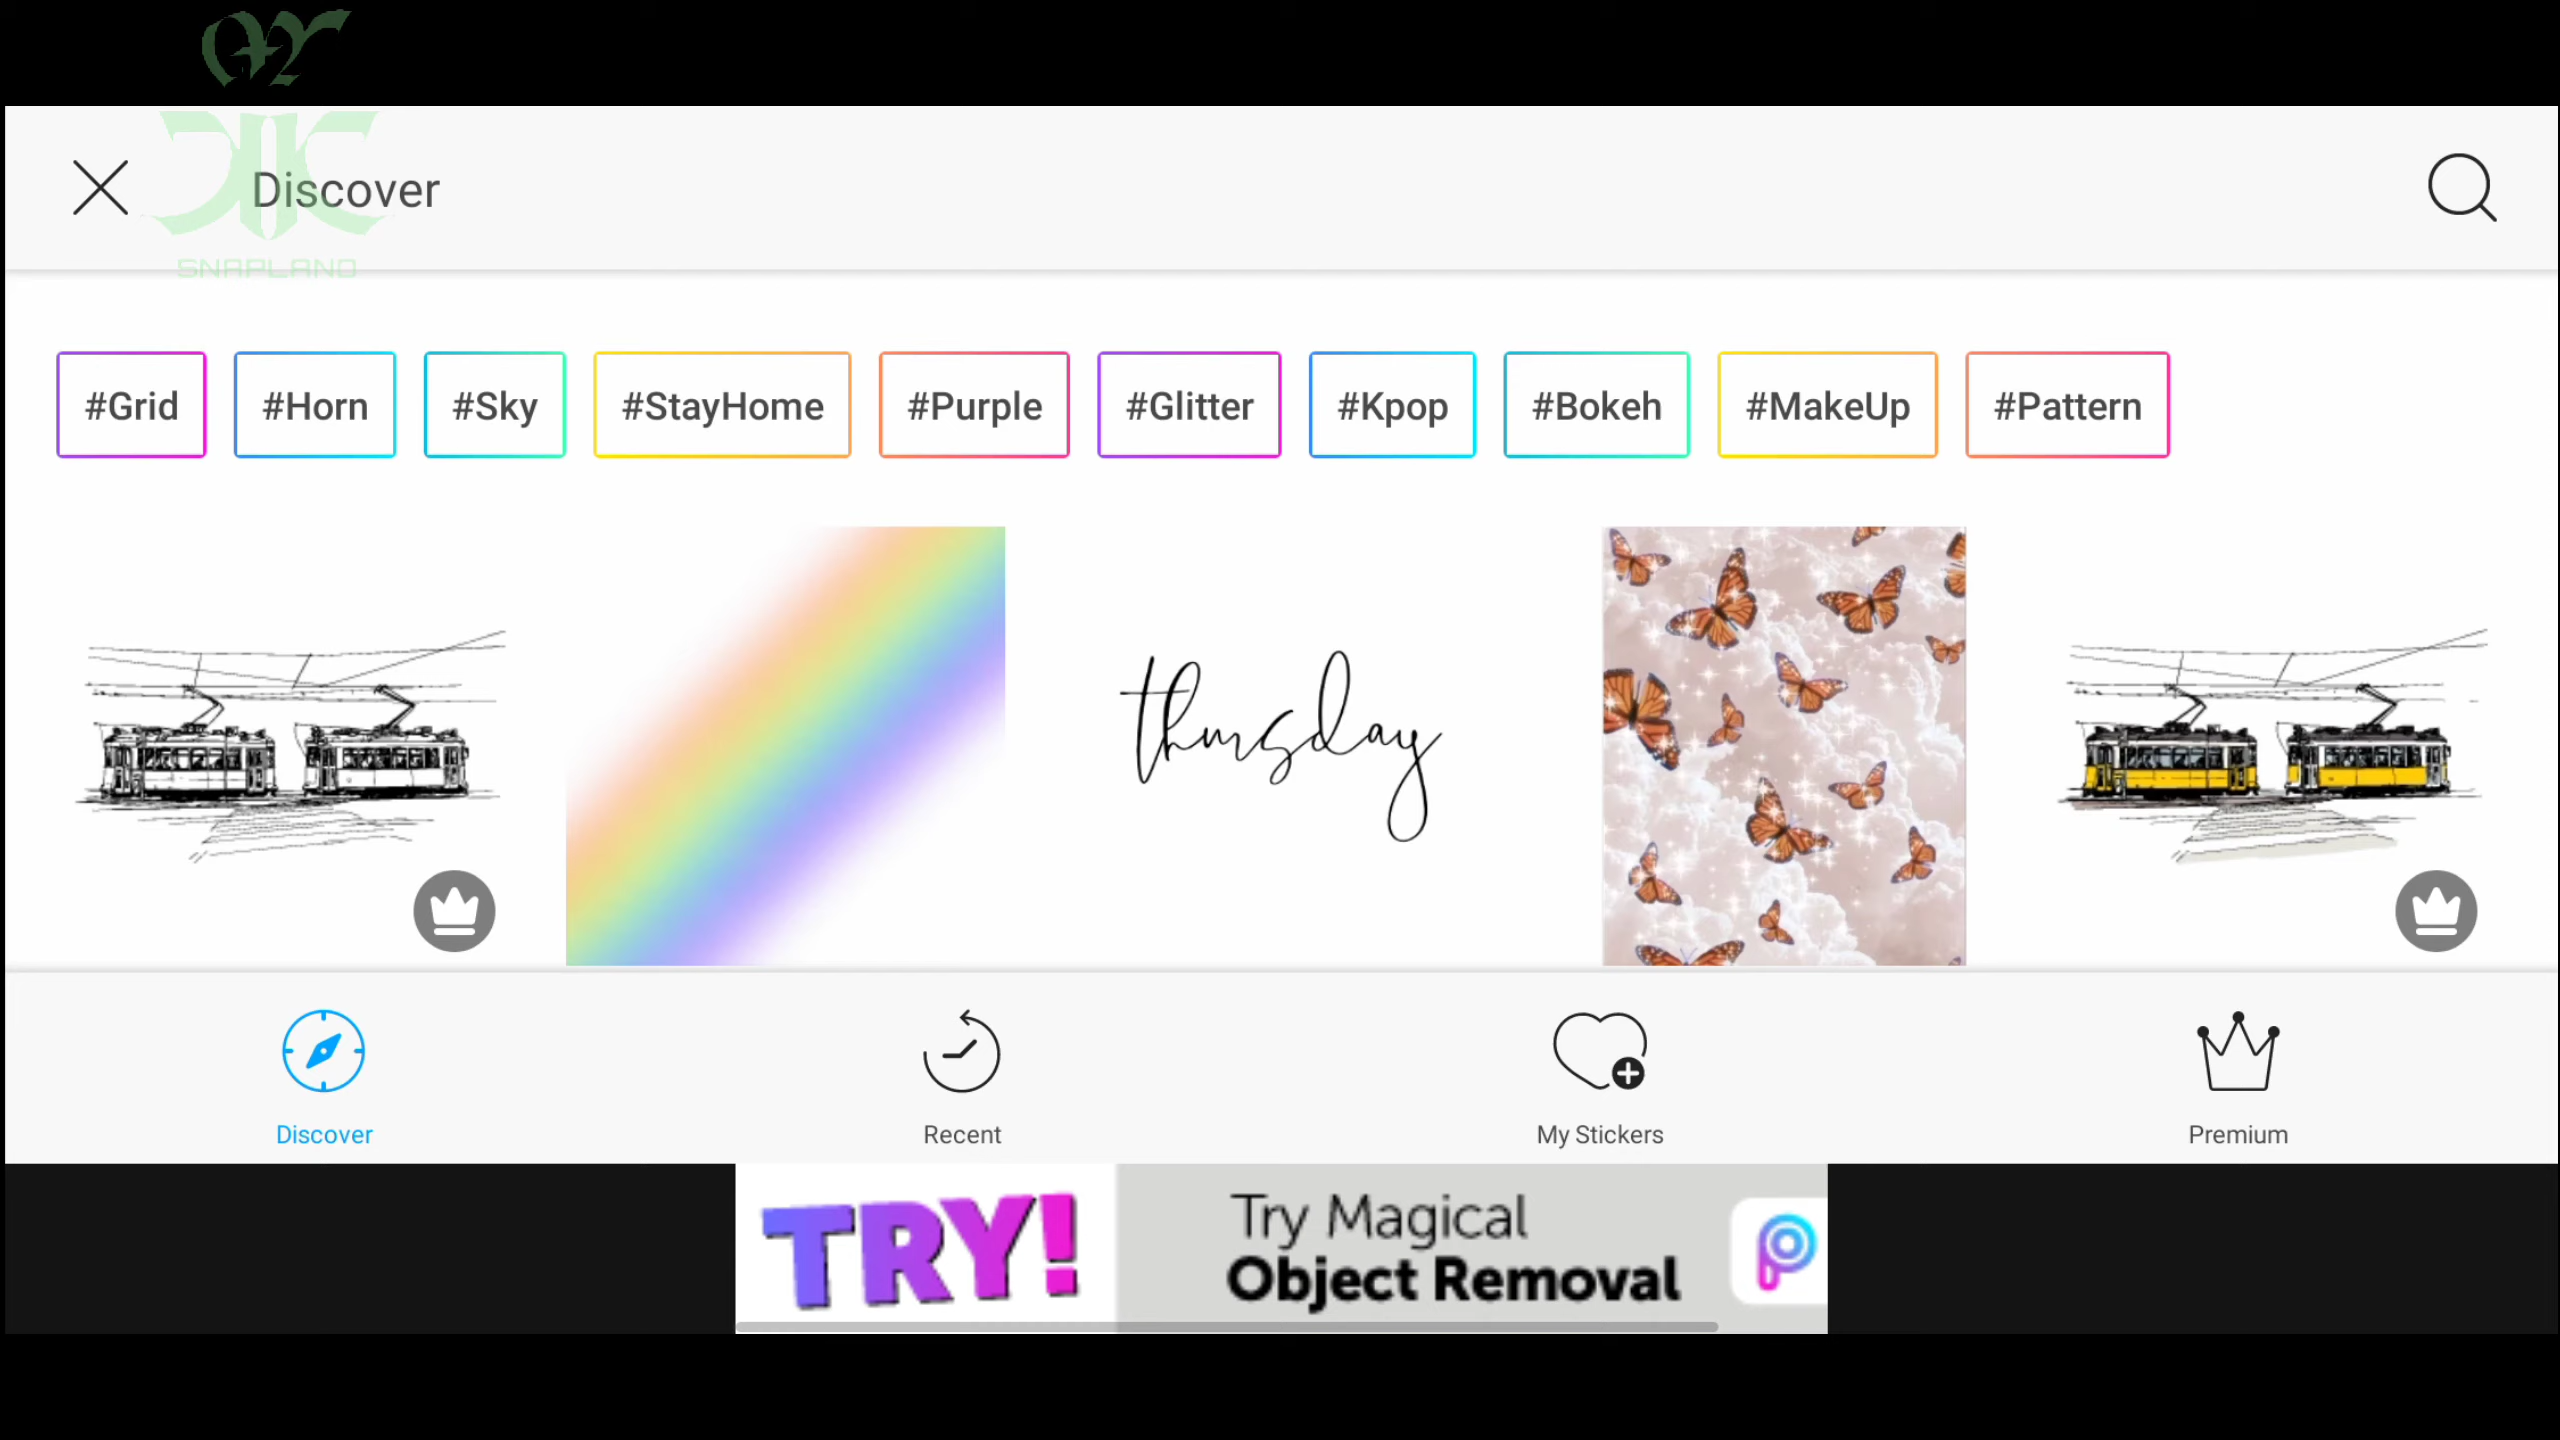 SNAPLAND
Discover
#Grid #Horn #Sky #StayHome #Purple #Glitter #Kpop #Bokeh #MakeUp #Pattern
thursday
Discover Recent My Stickers Premium
TRY! Try Magical
Object Removal